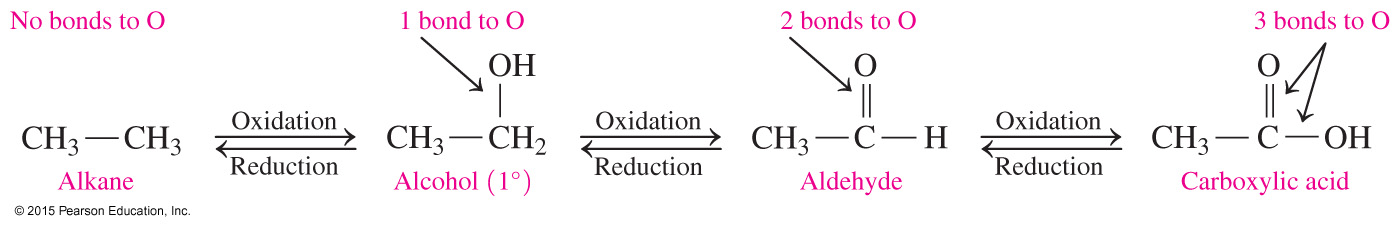 No bonds to O 1 bond to O 2 bonds to O 3 bonds to O
OH O O
CH3 — CH3 Oxidation CH3 — CH2 Oxidation CH3 — C — H Oxidation CH3 — C — OH
Reduction Reduction Reduction
Alkane Alcohol (1°) Aldehyde Carboxylic acid
© 2015 Pearson Education, Inc.